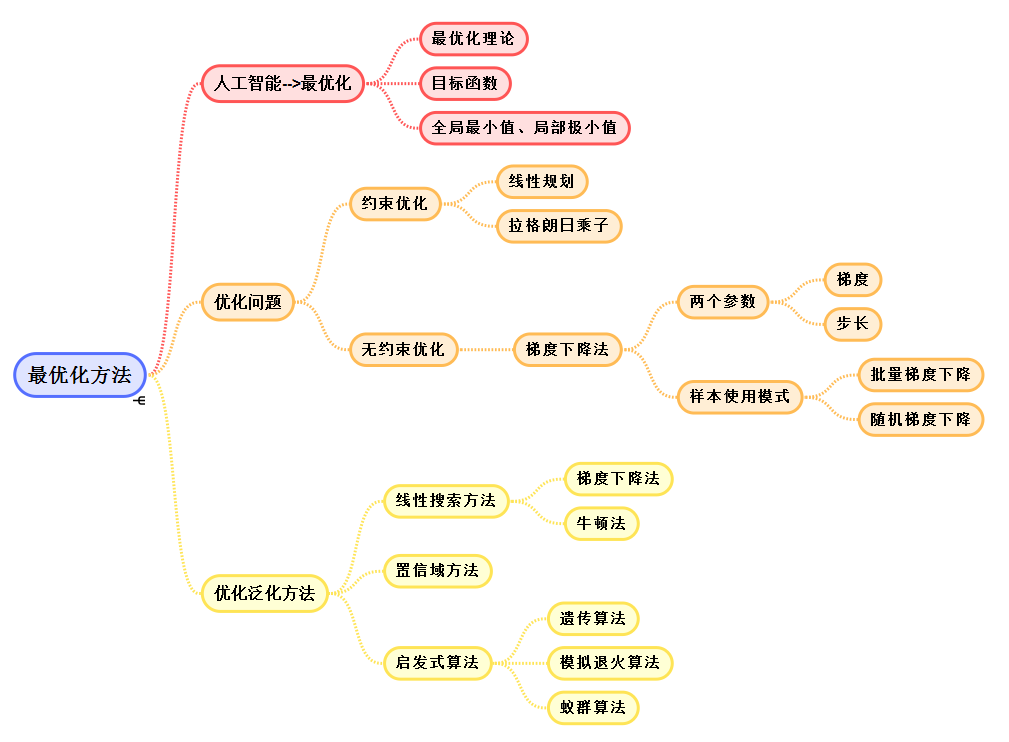 最优化方法
人工智能-->最优化
最优化理论
目标函数
全局最小值、局部极小值
优化问题
约束优化
线性规划
拉格朗日乘子
无约束优化
梯度下降法
两个参数
梯度
步长
样本使用模式
批量梯度下降
随机梯度下降
优化泛化方法
线性搜索方法
梯度下降法
牛顿法
置信域方法
启发式算法
遗传算法
模拟退火算法
蚁群算法